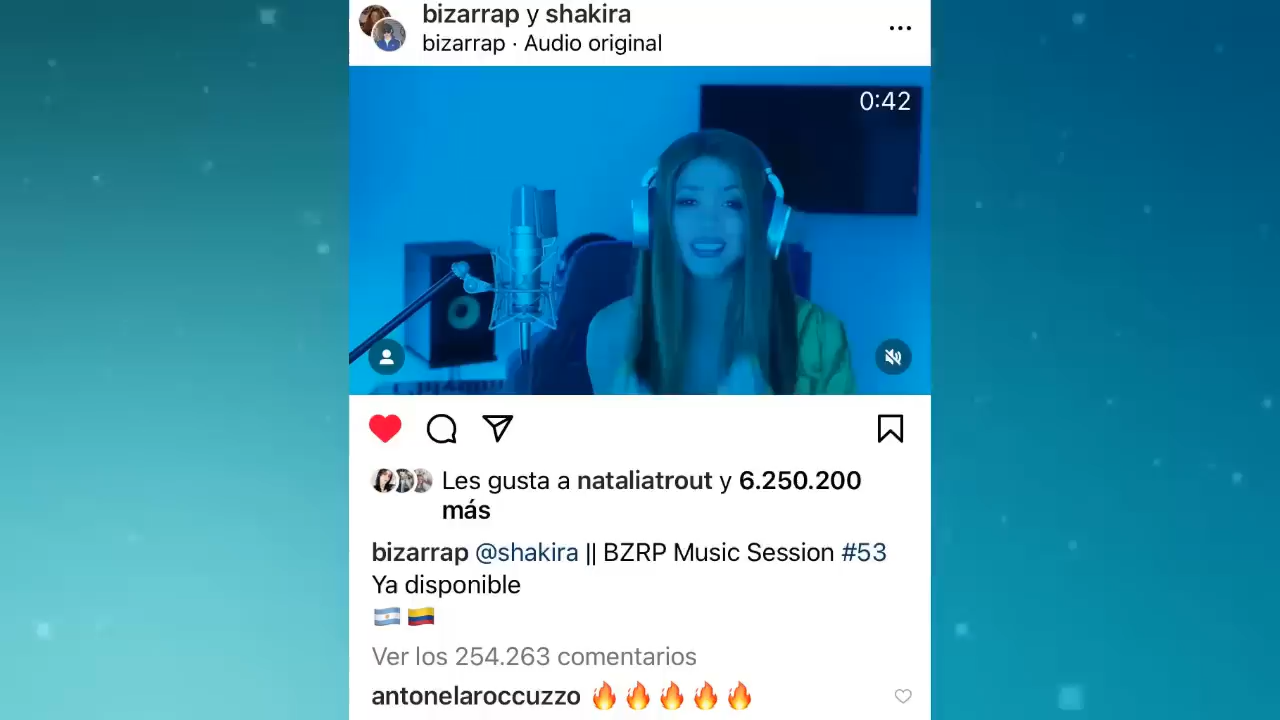 bizarrap y shakira
bizarrap · Audio original
0:42
Les gusta a nataliatrout y 6.250.200
más
bizarrap @shakira || BZRP Music Session #53
Ya disponible
🇦🇷 🇨🇴
Ver los 254.263 comentarios
antonelaroccuzzo 🔥🔥🔥🔥🔥